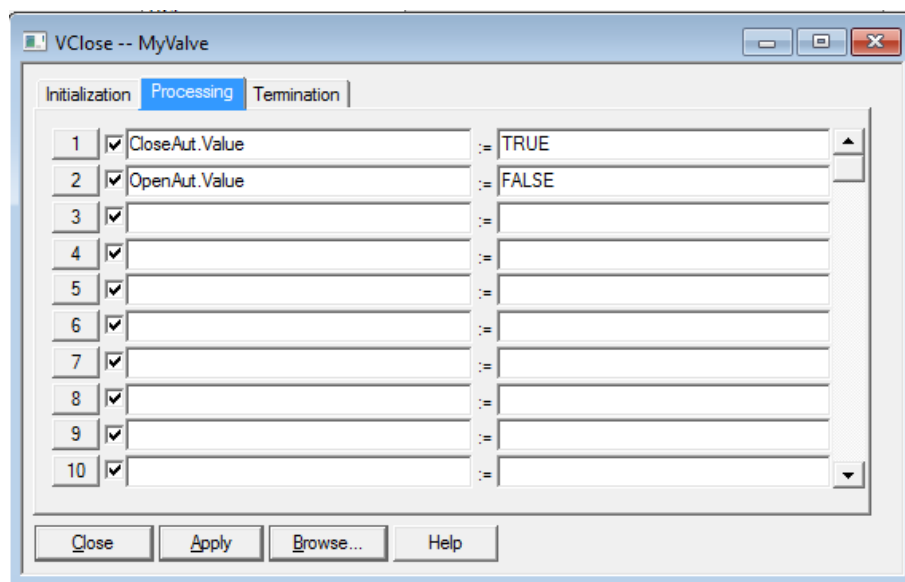 VClose -- MyValve
Initialization Processing Termination
1 CloseAut.Value := TRUE
2 OpenAut.Value := FALSE
3 :=
4 :=
5 :=
6 :=
7 :=
8 :=
9 :=
10 :=
Close Apply Browse... Help